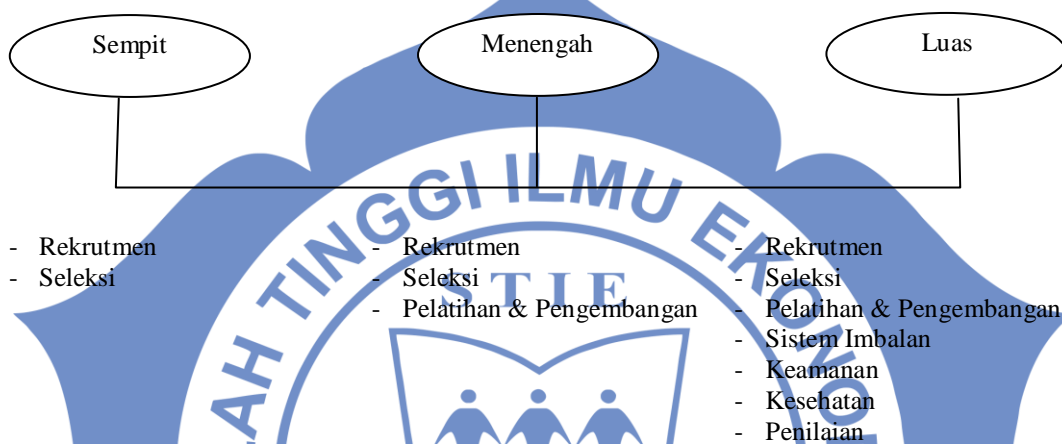 Sempit
Menengah
Luas
- Rekrutmen
- Seleksi
- Rekrutmen
- Seleksi
- Pelatihan & Pengembangan
- Rekrutmen
- Seleksi
- Pelatihan & Pengembangan
- Sistem Imbalan
- Keamanan
- Kesehatan
- Penilaian
AH TINGGI ILMU EKONO
STIE